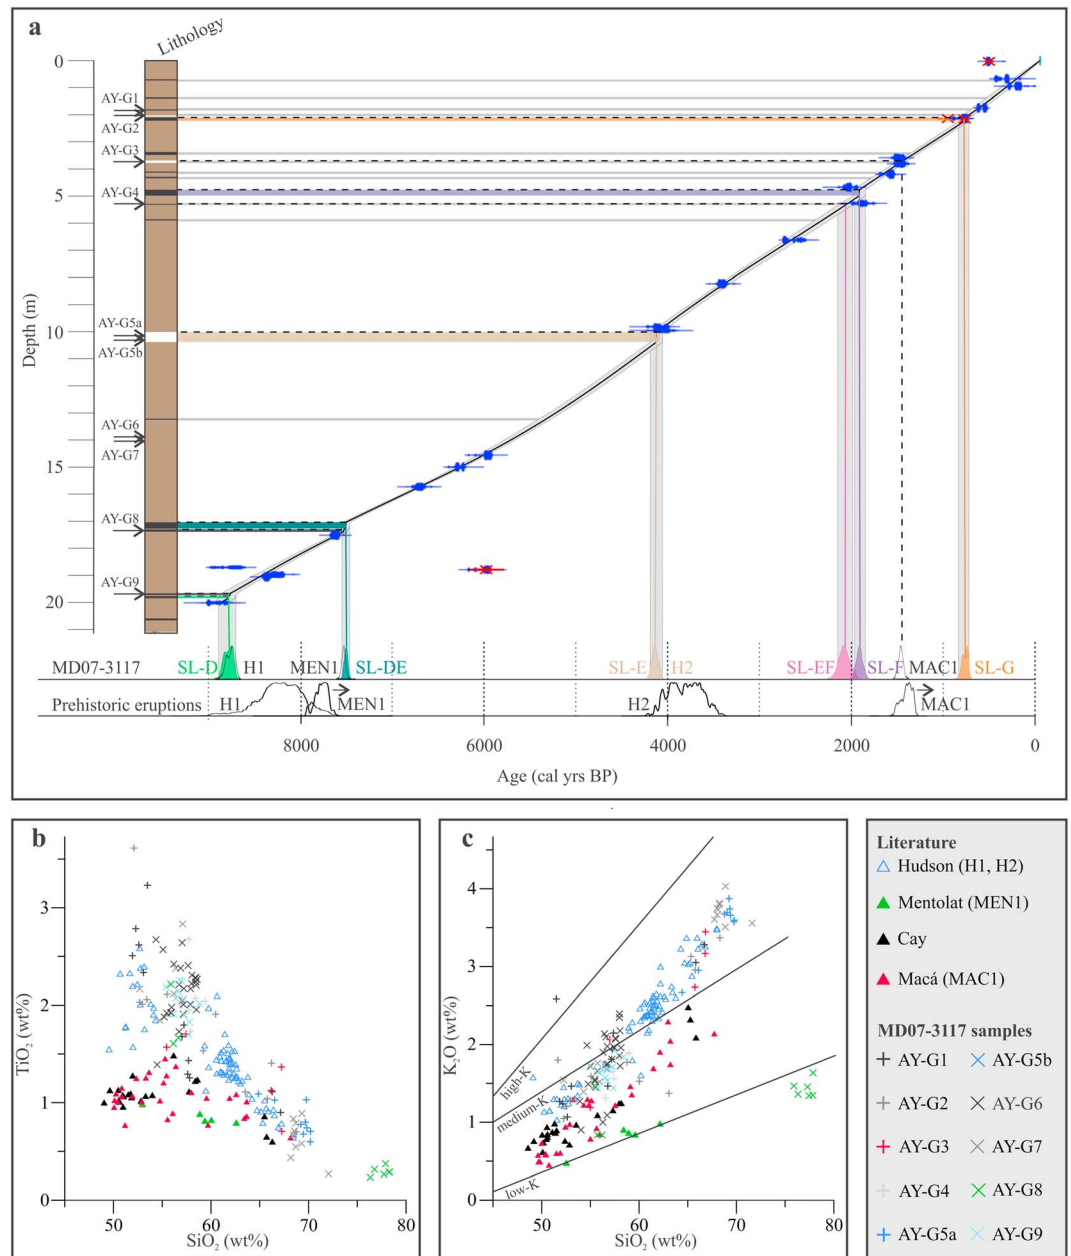 a
Lithology
0
AY-G1
AY-G2
AY-G3
AY-G4
5
Depth (m)
AY-G5a
10
AY-G5b
AY-G6
AY-G7
15
AY-G8
AY-G9
20
MD07-3117 SL-D H1 MEN1 SL-DE SL-E H2 SL-EF SL-F MAC1 SL-G
Prehistoric eruptions H1 MEN1 H2 MAC1
8000 6000 4000 2000 0
Age (cal yrs BP)
b
TiO₂ (wt%)
3
2
1
0
50 60 70 80
SiO₂ (wt%)
c
K₂O (wt%)
4
3
2
1
0
high-K
medium-K
low-K
50 60 70 80
SiO₂ (wt%)
Literature
Hudson (H1, H2)
Mentolat (MEN1)
Cay
Macá (MAC1)
MD07-3117 samples
AY-G1 AY-G5b
AY-G2 AY-G6
AY-G3 AY-G7
AY-G4 AY-G8
AY-G5a AY-G9